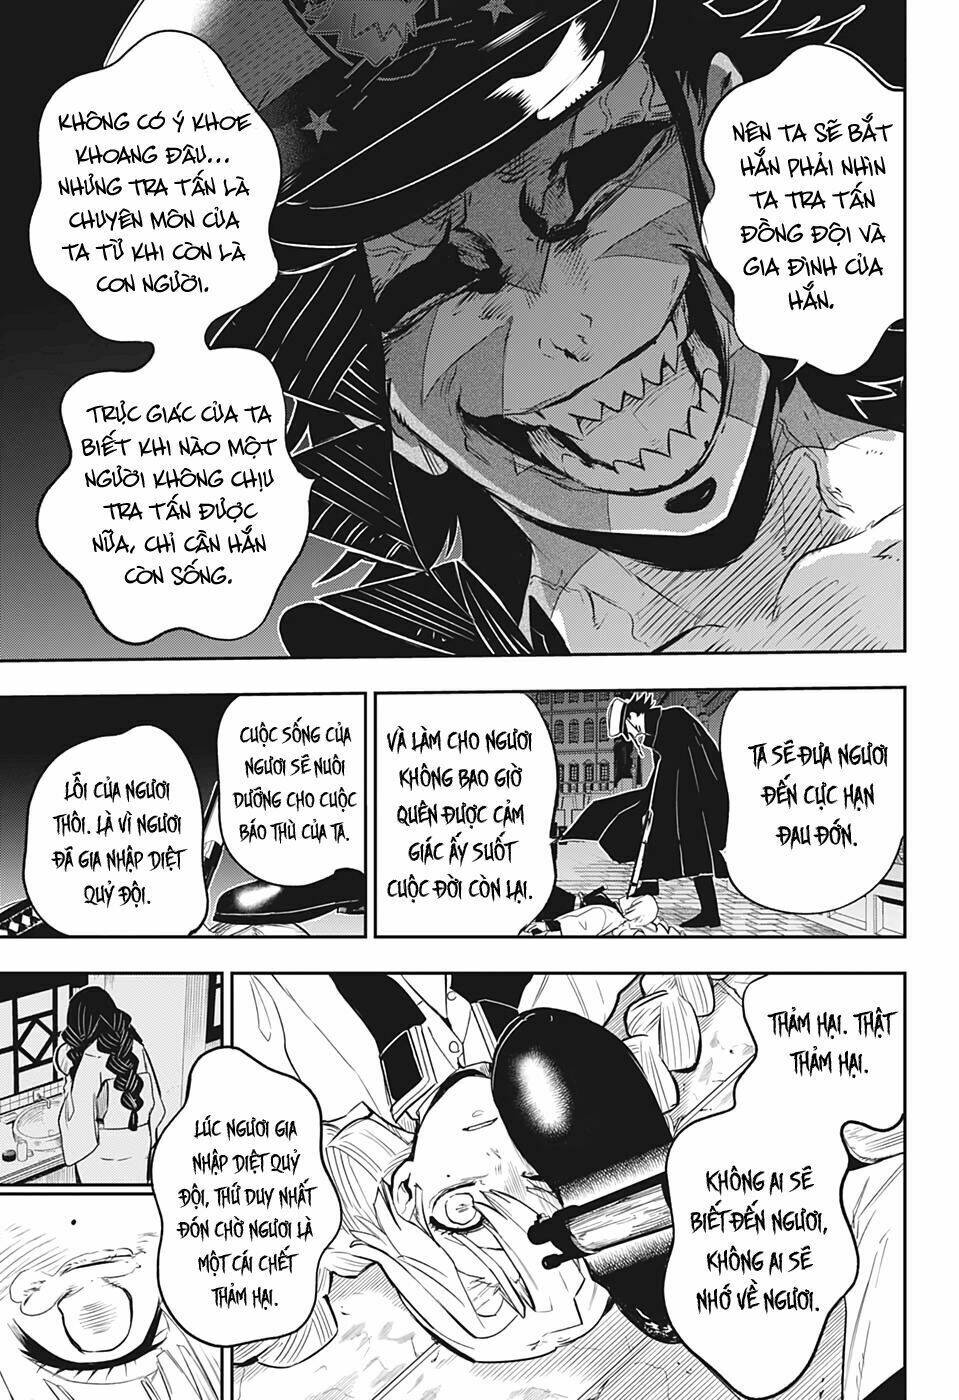 NÊN TA SẼ BẮT
HẮN PHẢI NHÌN
TA TRA TẤN
ĐỒNG ĐỘI VÀ
GIA ĐÌNH CỦA
HẮN.
KHÔNG CÓ Ý KHOE
KHOANG ĐÂU...
NHƯNG TRA TẤN LÀ
CHUYÊN MÔN CỦA
TA TỪ KHI CÒN LÀ
CON NGƯỜI.
TRỰC GIÁC CỦA TA
BIẾT KHI NÀO MỘT
NGƯỜI KHÔNG CHỊU
TRA TẤN ĐƯỢC
NỮA, CHỈ CẦN HẮN
CÒN SỐNG.
TA SẼ ĐƯA NGƯƠI
ĐẾN CỰC HẠN
ĐAU ĐỚN.
VÀ LÀM CHO NGƯƠI
KHÔNG BAO GIỜ
QUÊN ĐƯỢC CẢM
GIÁC ẤY SUỐT
CUỘC ĐỜI CÒN LẠI.
CUỘC SỐNG CỦA
NGƯƠI SẼ NUÔI
DƯỠNG CHO CUỘC
BÁO THÙ CỦA TA.
LỖI CỦA NGƯƠI
THÔI. LÀ VÌ NGƯƠI
ĐÃ GIA NHẬP DIỆT
QUỶ ĐỘI.
THẢM HẠI. THẬT
THẢM HẠI.
KHÔNG AI SẼ
BIẾT ĐẾN NGƯƠI,
KHÔNG AI SẼ
NHỚ VỀ NGƯƠI.
LÚC NGƯƠI GIA
NHẬP DIỆT QUỶ
ĐỘI, THỨ DUY NHẤT
ĐÓN CHỜ NGƯƠI LÀ
MỘT CÁI CHẾT
THẢM HẠI.